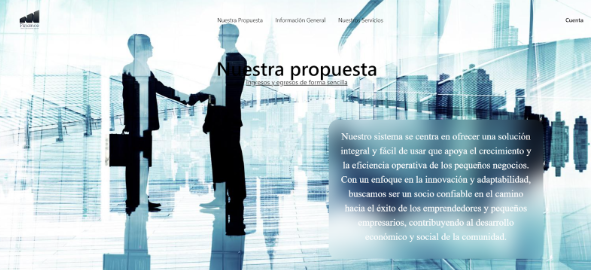 Nuestra Propuesta Información General Nuestros Servicios Cuenta
Nuestra propuesta
Ingresos y egresos de forma sencilla
Nuestro sistema se centra en ofrecer una solución
integral y fácil de usar que apoya el crecimiento y
la eficiencia operativa de los pequeños negocios.
Con un enfoque en la innovación y adaptabilidad,
buscamos ser un socio confiable en el camino
hacia el éxito de los emprendedores y pequeños
empresarios, contribuyendo al desarrollo
económico y social de la comunidad.